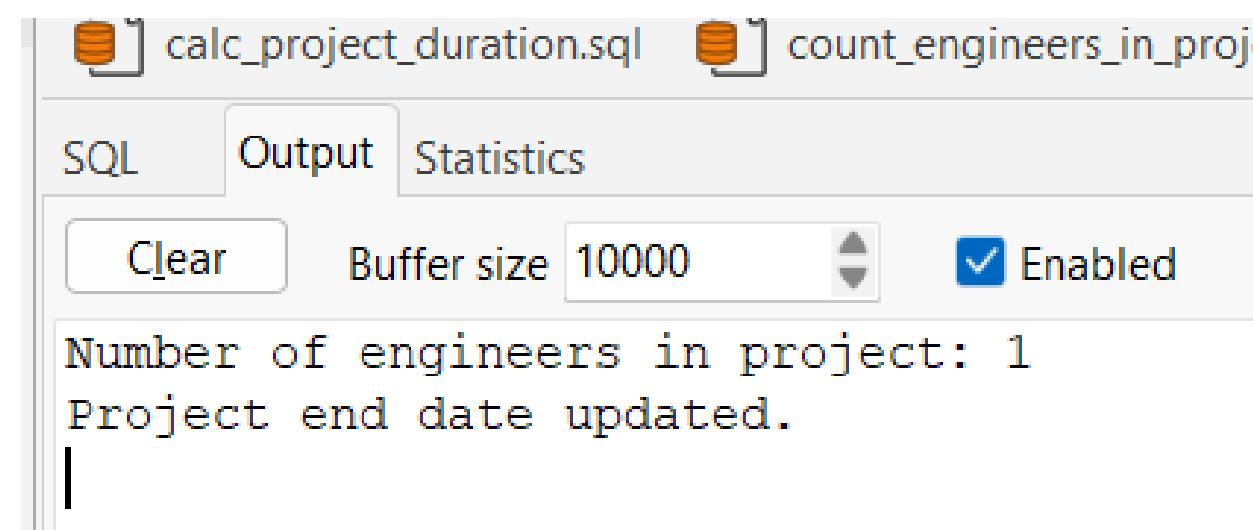 calc_project_duration.sql count_engineers_in_proj
SQL Output Statistics
Clear Buffer size 10000 Enabled
Number of engineers in project: 1
Project end date updated.